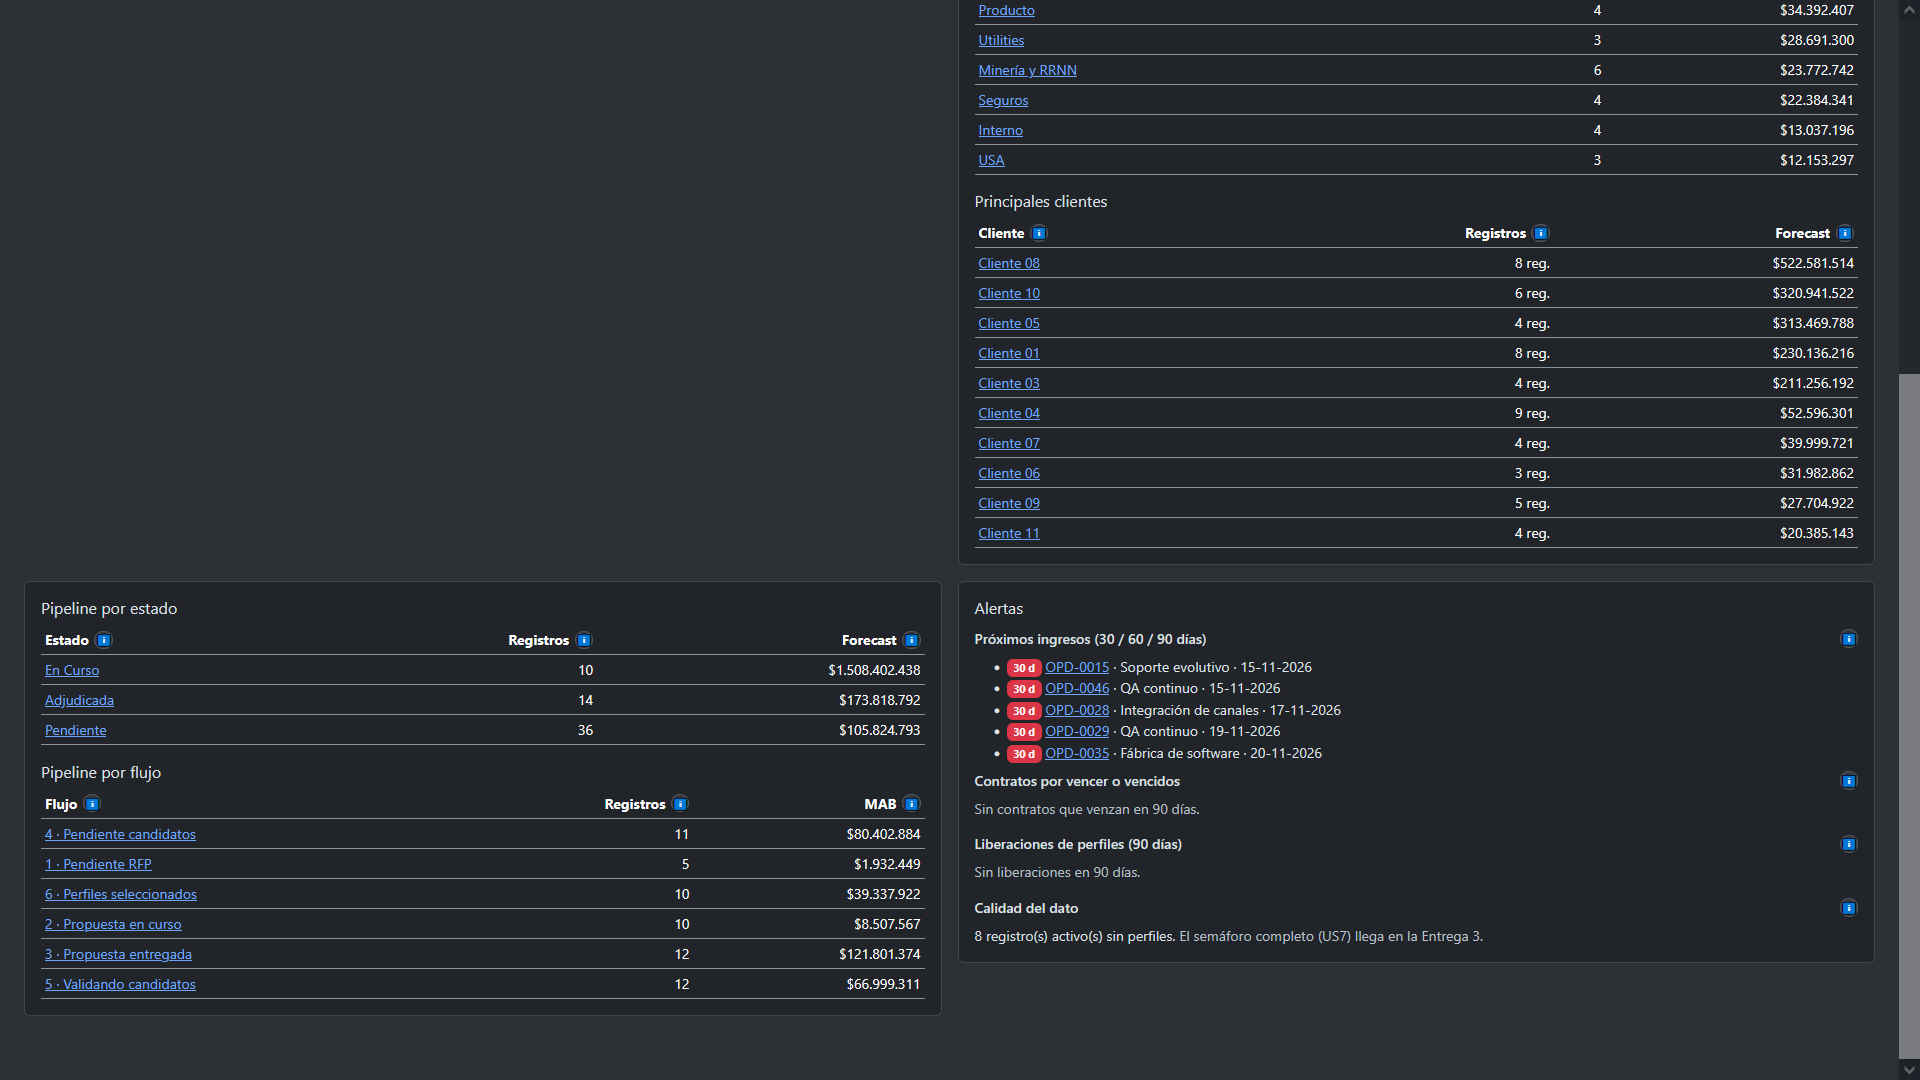 Producto 4 $34.392.407
Utilities 3 $28.691.300
Minería y RRNN 6 $23.772.742
Seguros 4 $22.384.341
Interno 4 $13.037.196
USA 3 $12.153.297
Principales clientes
Cliente Registros Forecast
Cliente 08 8 reg. $522.581.514
Cliente 10 6 reg. $320.941.522
Cliente 05 4 reg. $313.469.788
Cliente 01 8 reg. $230.136.216
Cliente 03 4 reg. $211.256.192
Cliente 04 9 reg. $52.596.301
Cliente 07 4 reg. $39.999.721
Cliente 06 3 reg. $31.982.862
Cliente 09 5 reg. $27.704.922
Cliente 11 4 reg. $20.385.143
Pipeline por estado
Estado Registros Forecast
En Curso 10 $1.508.402.438
Adjudicada 14 $173.818.792
Pendiente 36 $105.824.793
Pipeline por flujo
Flujo Registros MAB
4 · Pendiente candidatos 11 $80.402.884
1 · Pendiente RFP 5 $1.932.449
6 · Perfiles seleccionados 10 $39.337.922
2 · Propuesta en curso 10 $8.507.567
3 · Propuesta entregada 12 $121.801.374
5 · Validando candidatos 12 $66.999.311
Alertas
Próximos ingresos (30 / 60 / 90 días)
30 d OPD-0015 · Soporte evolutivo · 15-11-2026
30 d OPD-0046 · QA continuo · 15-11-2026
30 d OPD-0028 · Integración de canales · 17-11-2026
30 d OPD-0029 · QA continuo · 19-11-2026
30 d OPD-0035 · Fábrica de software · 20-11-2026
Contratos por vencer o vencidos
Sin contratos que venzan en 90 días.
Liberaciones de perfiles (90 días)
Sin liberaciones en 90 días.
Calidad del dato
8 registro(s) activo(s) sin perfiles. El semáforo completo (US7) llega en la Entrega 3.